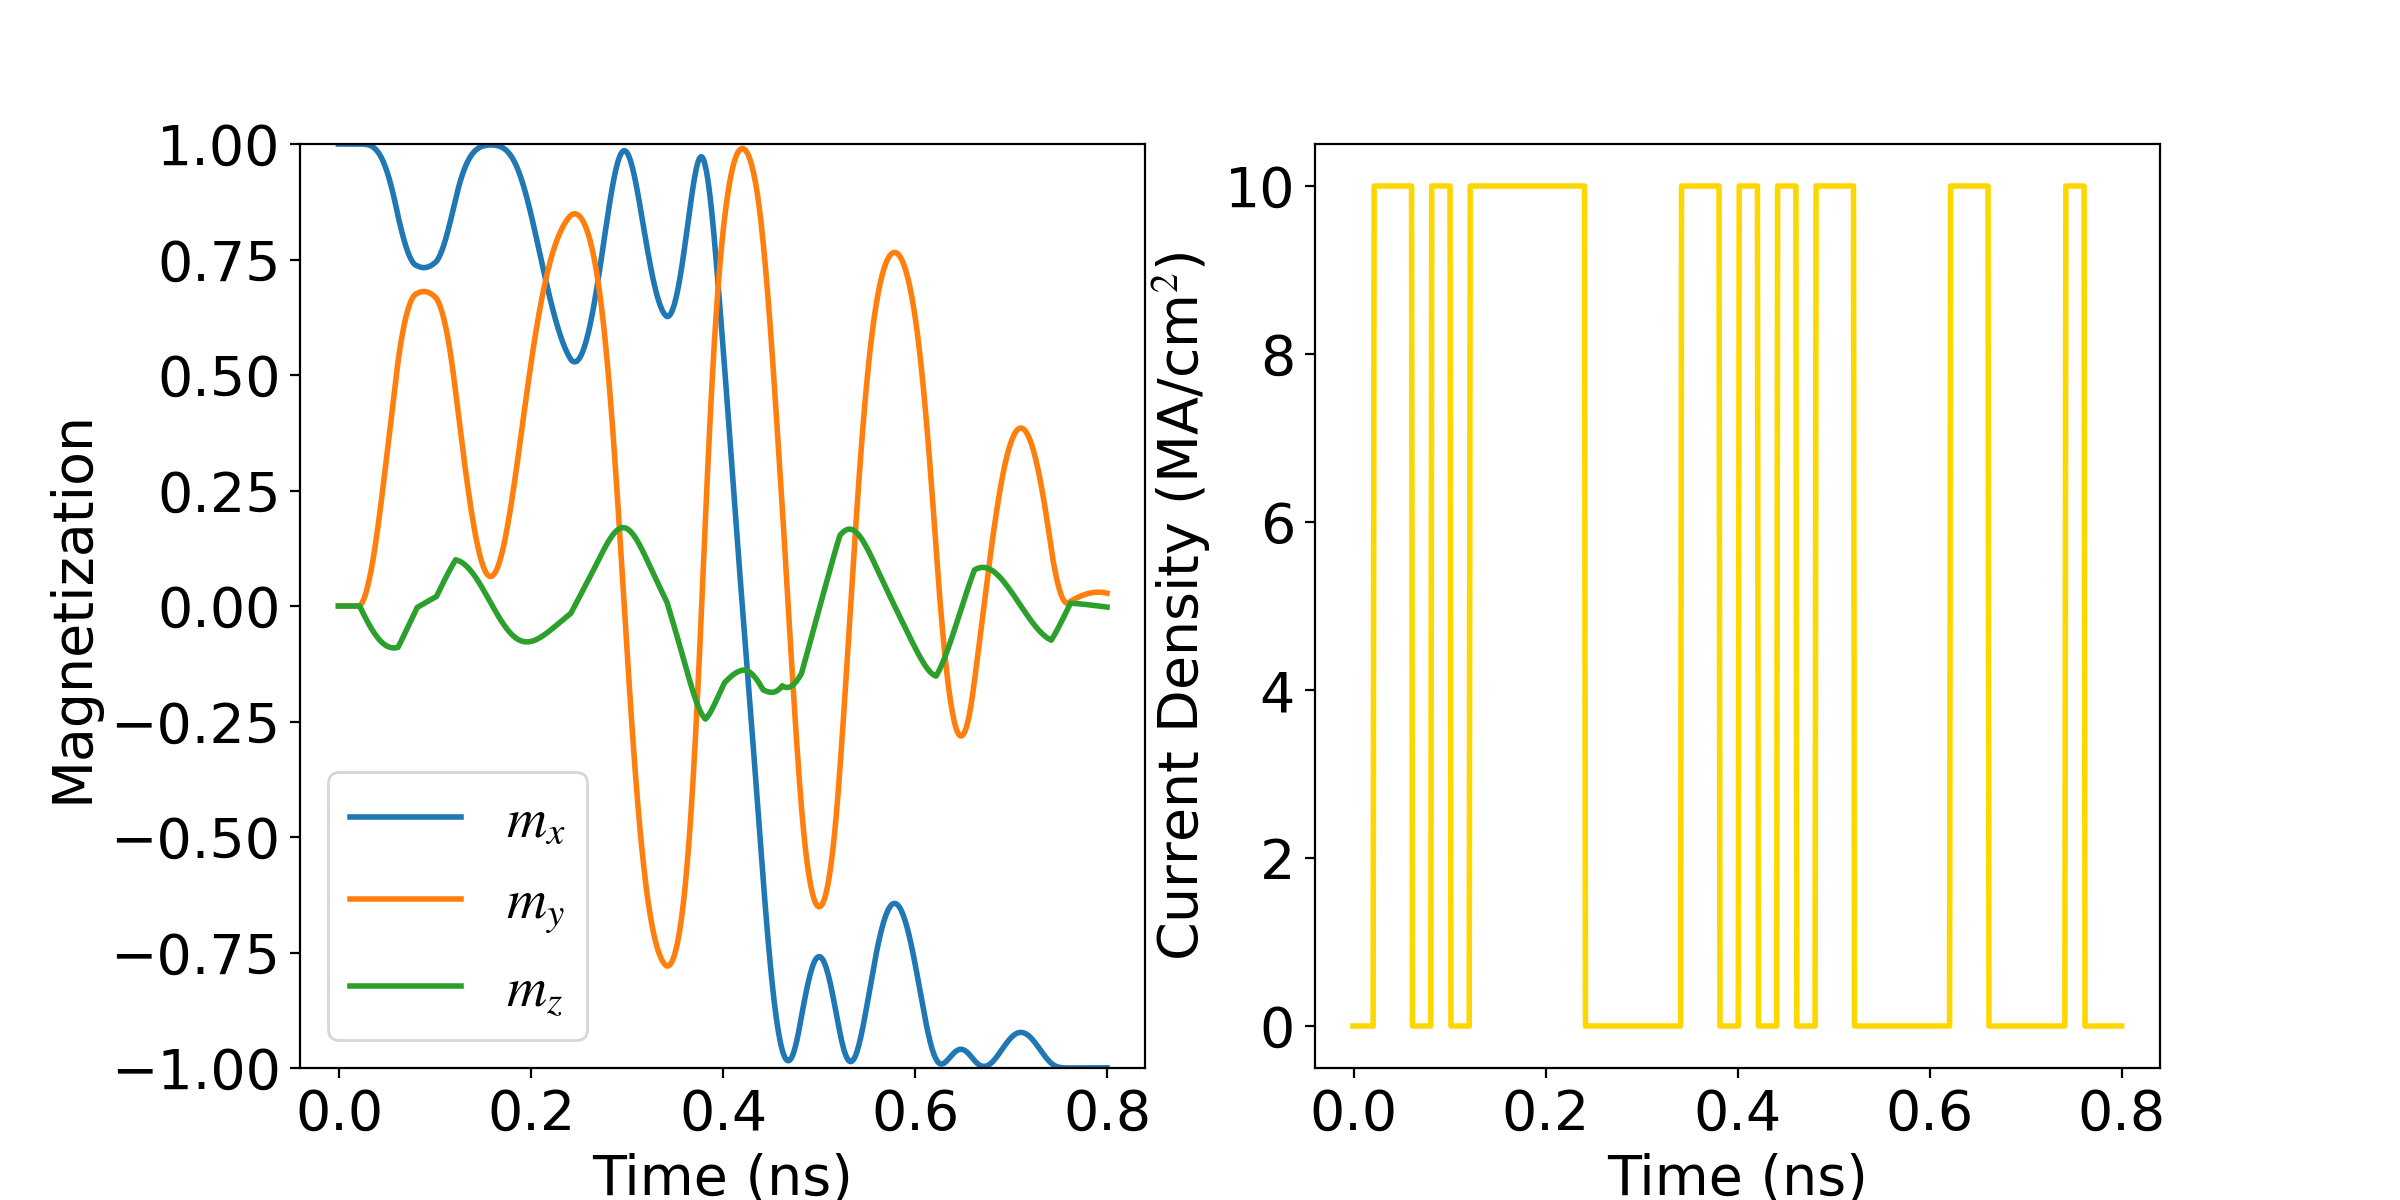 Magnetization
1.00
0.75
0.50
0.25
0.00
−0.25
−0.50
−0.75
−1.00
m_x
m_y
m_z
0.0 0.2 0.4 0.6 0.8
Time (ns)
Current Density (MA/cm²)
10
8
6
4
2
0
0.0 0.2 0.4 0.6 0.8
Time (ns)